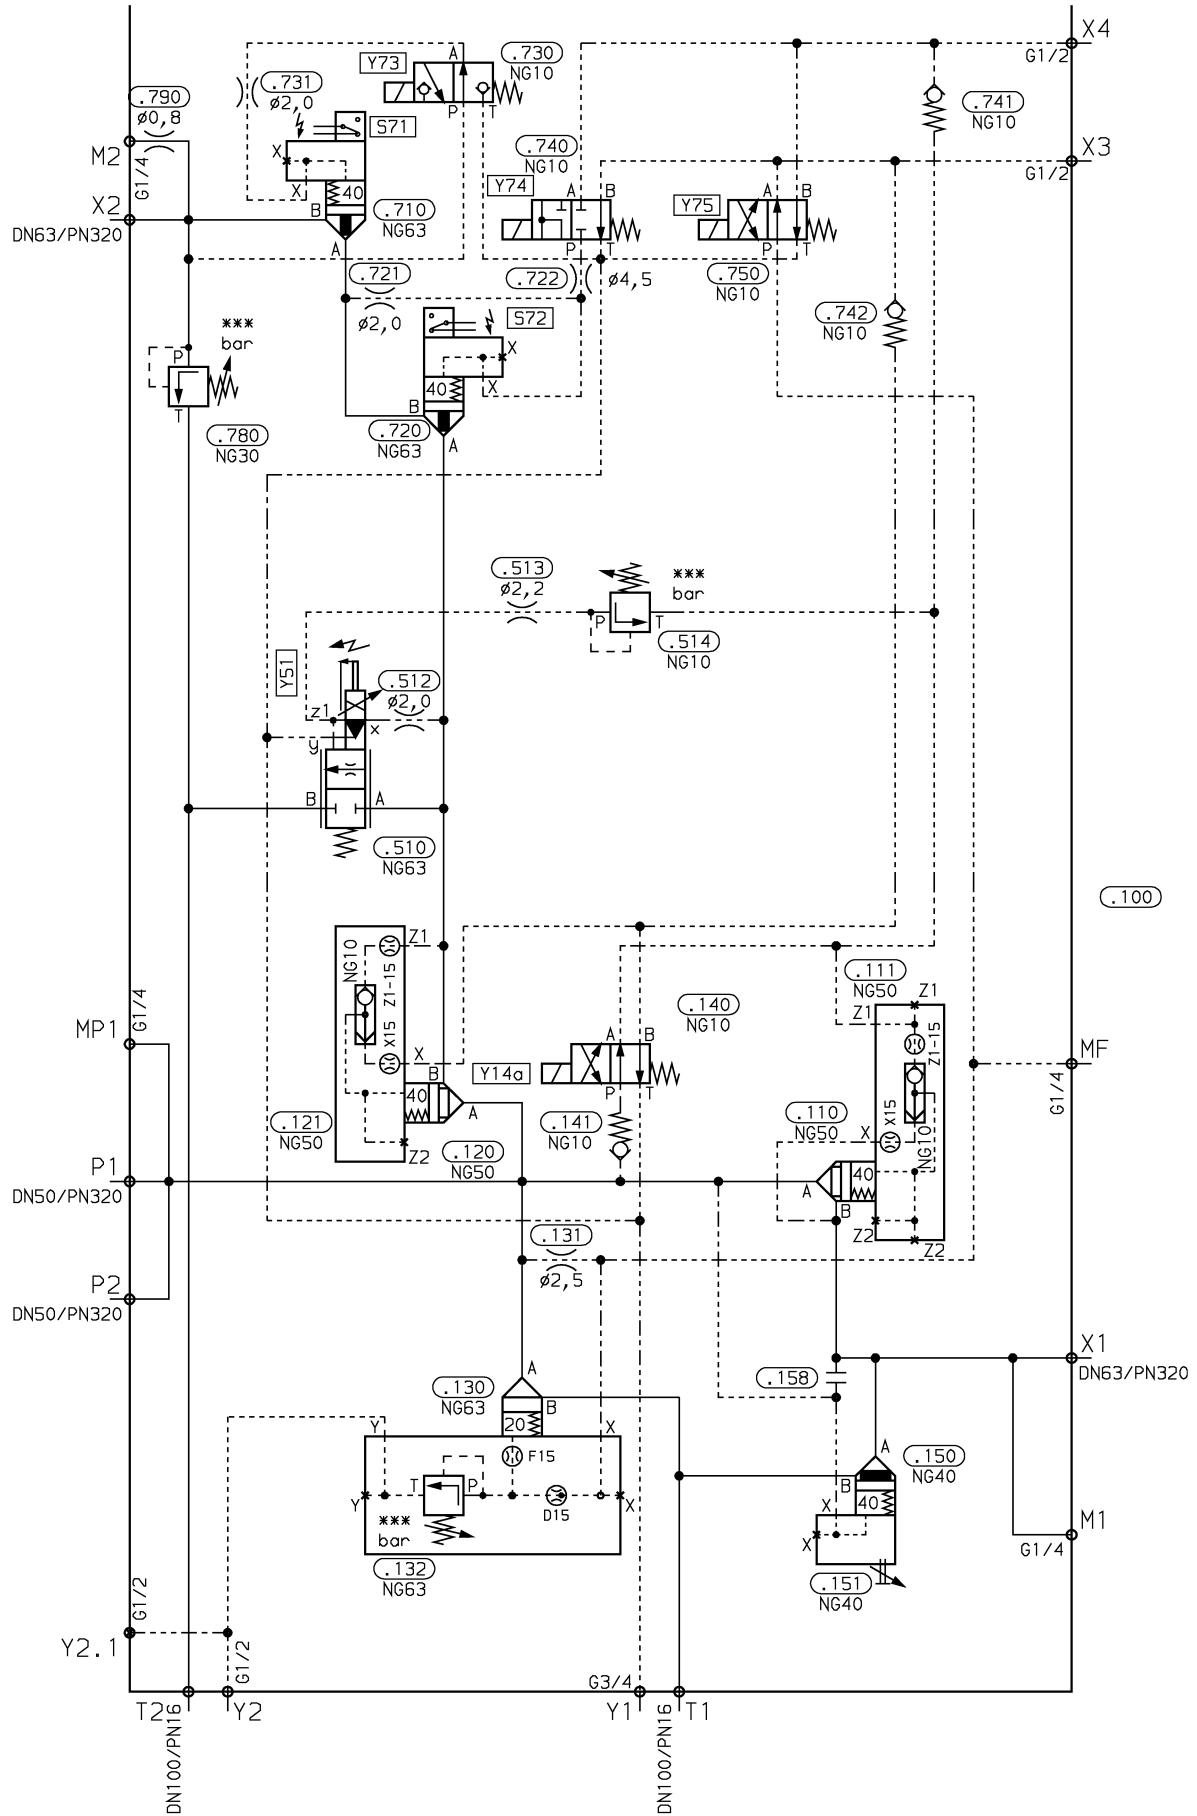 X4
G1/2
A
Y73
.730
NG10
.731
ø2,0
.790
ø0,8
P
T
.741
NG10
S71
X
M2
G1/4
X
40
.740
NG10
X3
G1/2
Y74
A
B
Y75
A
B
X2
DN63/PN320
B
.710
NG63
A
P
T
P
T
.721
ø2,0
.722
ø4,5
.750
NG10
.742
NG10
S72
X
***
bar
P
T
40
X
B
.720
NG63
A
.780
NG30
.513
ø2,2
***
bar
P
T
.514
NG10
Y51
.512
ø2,0
z1
x
y
B
A
.510
NG63
.100
NG10
Z1
Z1-15
X15
X
G1/4
MP1
.111
NG50
Z1
Z1
Z1-15
.140
NG10
A
B
Y14a
P
T
MF
G1/4
B
40
A
.121
NG50
.120
NG50
Z2
.141
NG10
.110
NG50
X15
X
NG10
P1
DN50/PN320
A
40
B
Z2
Z2
.131
ø2,5
P2
DN50/PN320
X1
DN63/PN320
A
.130
NG63
B
20
.158
Y
X
F15
A
.150
NG40
B
T
P
Y
D15
X
***
bar
X
40
X
M1
G1/4
.132
NG63
.151
NG40
G1/2
Y2.1
G1/2
G3/4
T2
Y2
Y1
T1
DN100/PN16
DN100/PN16